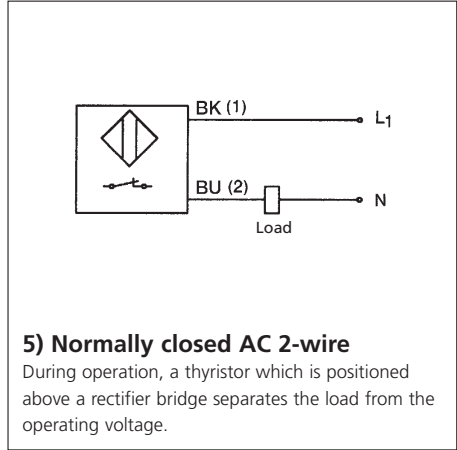 BK (1)
L1
BU (2)
N
Load
5) Normally closed AC 2-wire
During operation, a thyristor which is positioned
above a rectifier bridge separates the load from the
operating voltage.